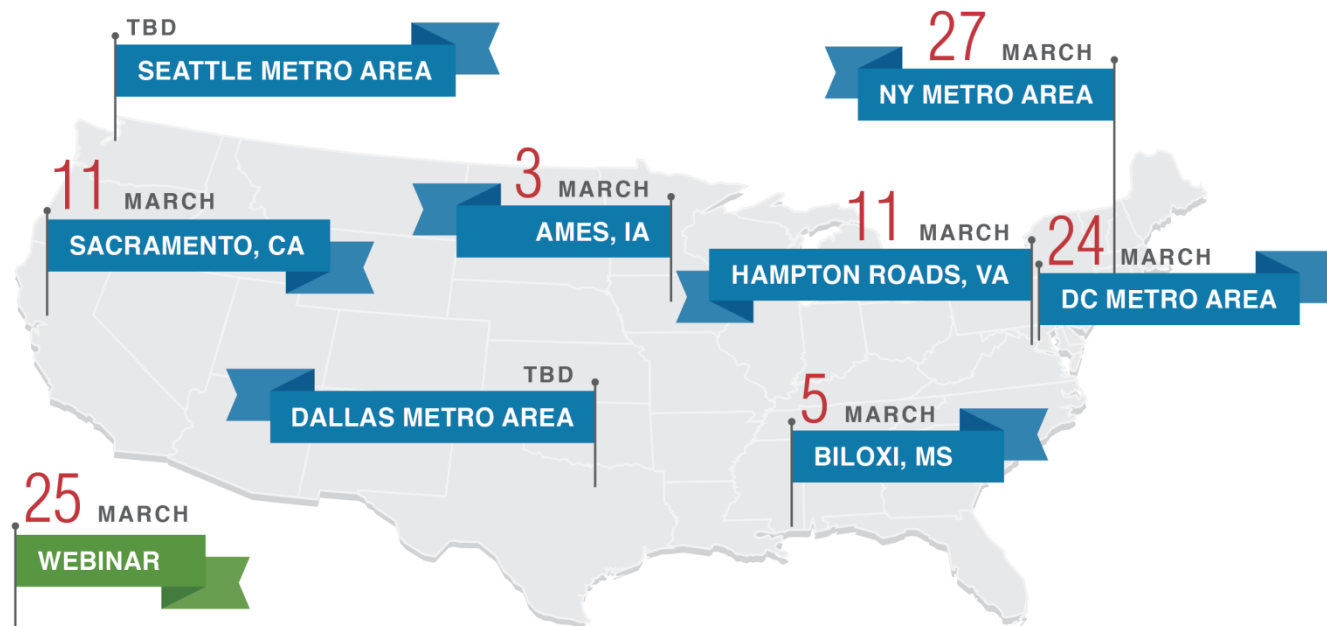 TBD
SEATTLE METRO AREA
27 MARCH
NY METRO AREA
11 MARCH
SACRAMENTO, CA
3 MARCH
AMES, IA
11 MARCH
HAMPTON ROADS, VA
24 MARCH
DC METRO AREA
TBD
DALLAS METRO AREA
5 MARCH
BILOXI, MS
25 MARCH
WEBINAR